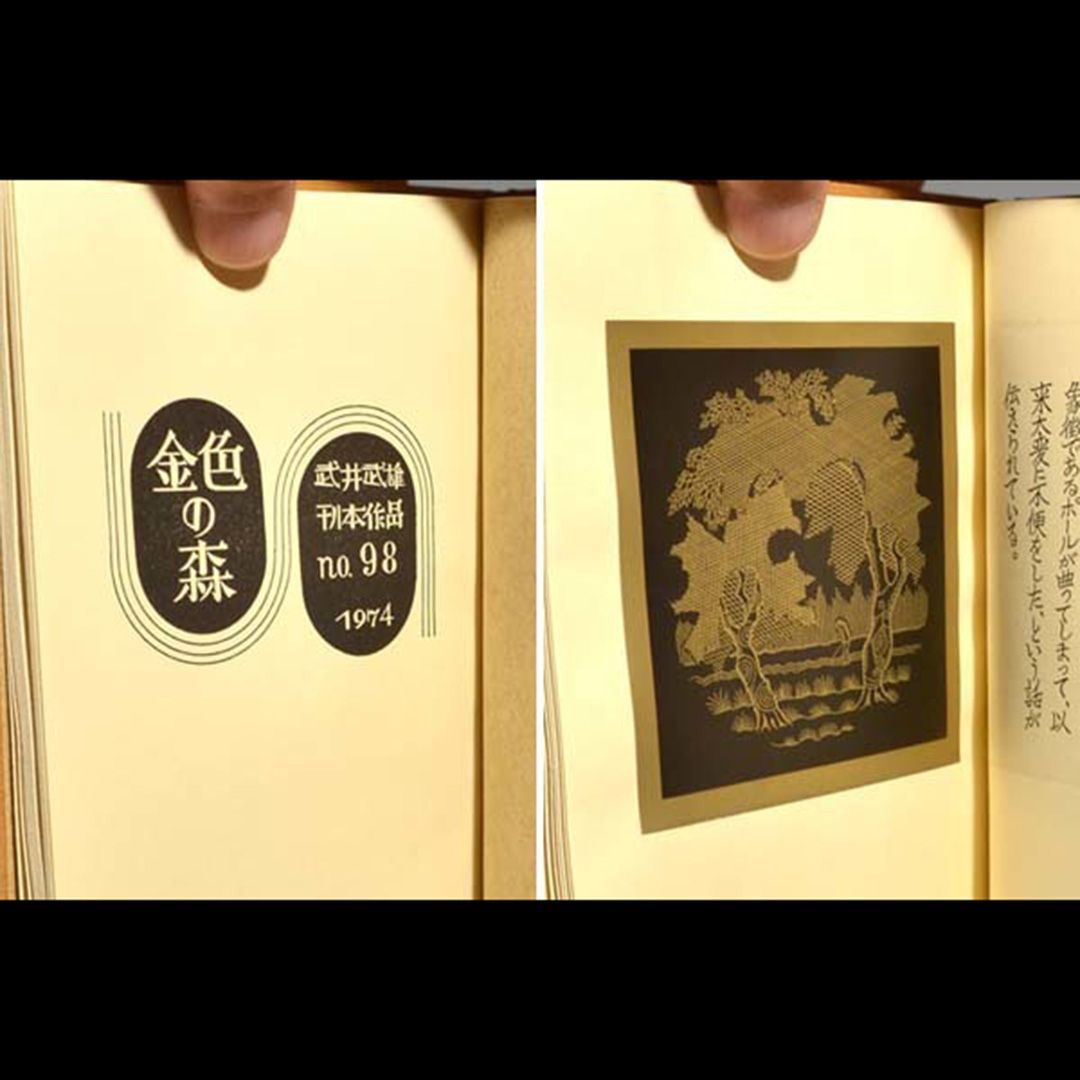 金色
の
森
武井武雄
刊本作品
no. 98
1974
象徴であるポールが曲ってしまって、以
来大衆に不便をした、という話が
伝えられている。